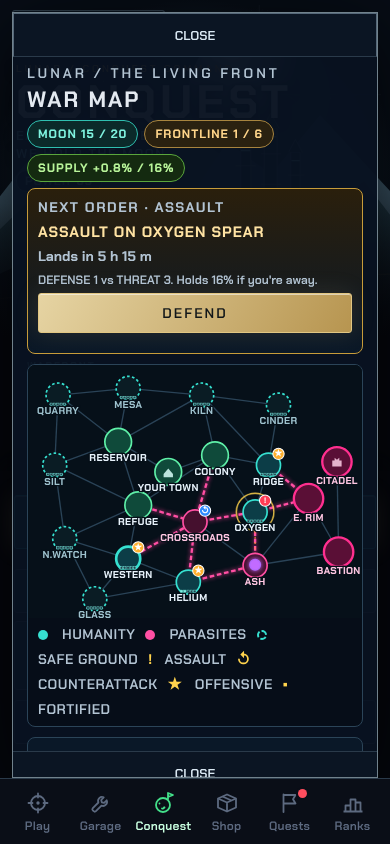 CLOSE
LUNAR / THE LIVING FRONT
WAR MAP
MOON 15 / 20
FRONTLINE 1 / 6
SUPPLY +0.8% / 16%
NEXT ORDER · ASSAULT
ASSAULT ON OXYGEN SPEAR
Lands in 5 h 15 m
DEFENSE 1 vs THREAT 3. Holds 16% if you're away.
DEFEND
QUARRY
MESA
KILN
CINDER
RESERVOIR
SILT
YOUR TOWN
COLONY
RIDGE
CITADEL
REFUGE
CROSSROADS
OXYGEN
E. RIM
N.WATCH
WESTERN
HELIUM
ASH
BASTION
GLASS
HUMANITY PARASITES
SAFE GROUND ! ASSAULT
COUNTERATTACK ★ OFFENSIVE ▪
FORTIFIED
CLOSE
Play Garage Conquest Shop Quests Ranks